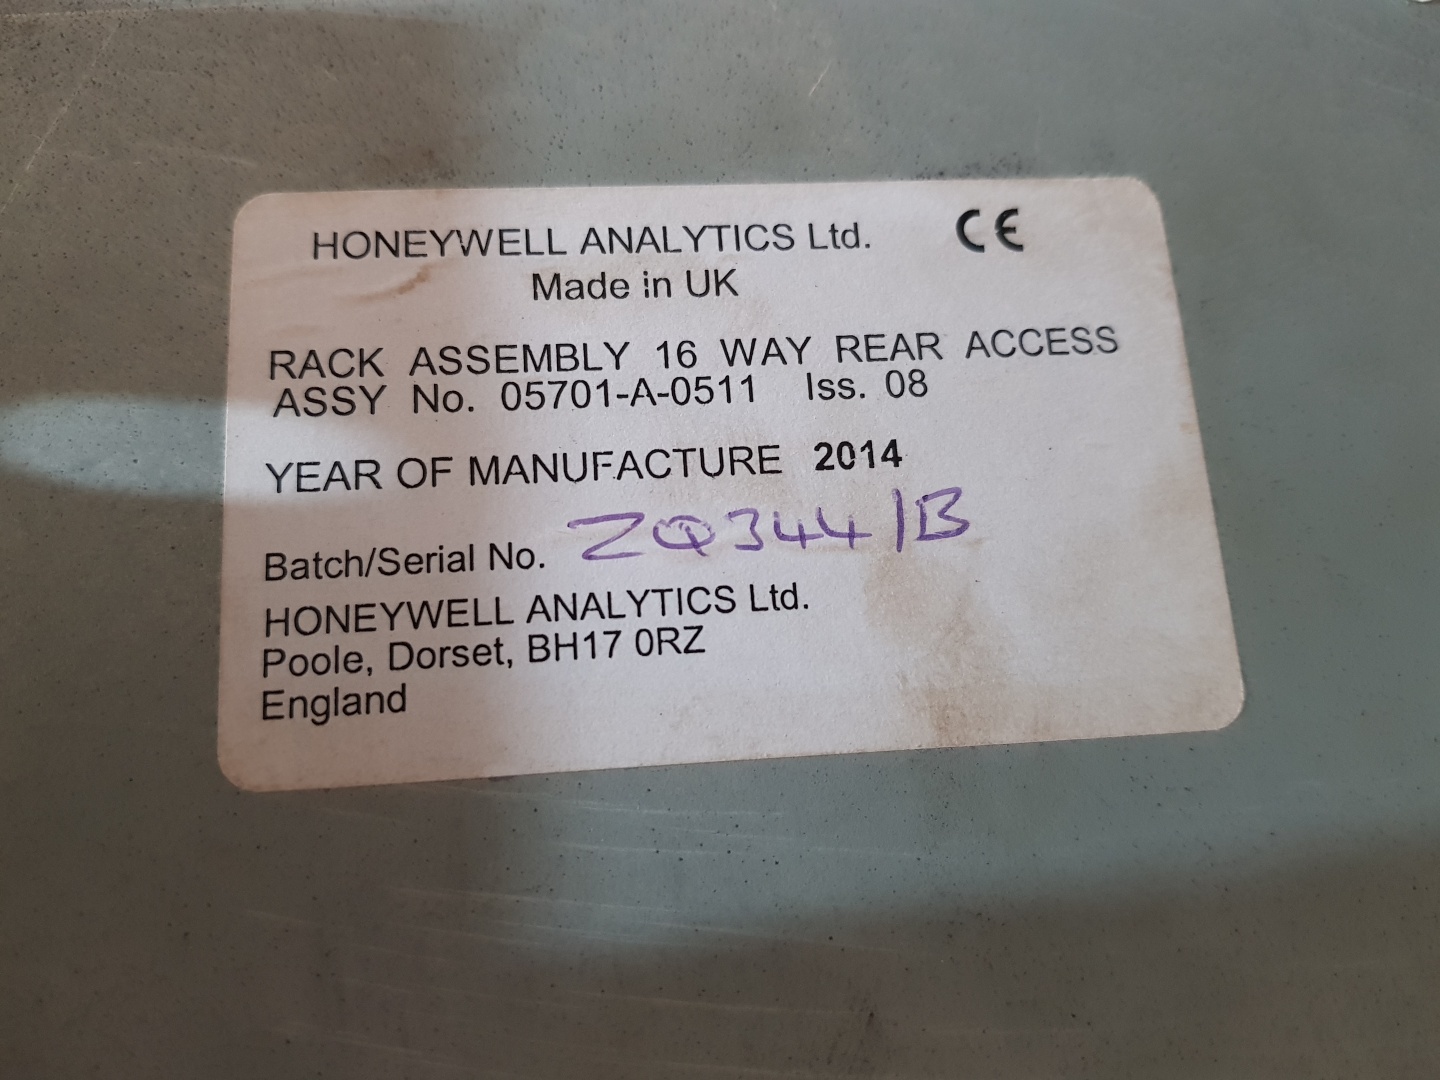 HONEYWELL ANALYTICS Ltd. CE
Made in UK
RACK ASSEMBLY 16 WAY REAR ACCESS
ASSY No. 05701-A-0511 Iss. 08
YEAR OF MANUFACTURE 2014
Batch/Serial No. ZQ344/B
HONEYWELL ANALYTICS Ltd.
Poole, Dorset, BH17 0RZ
England